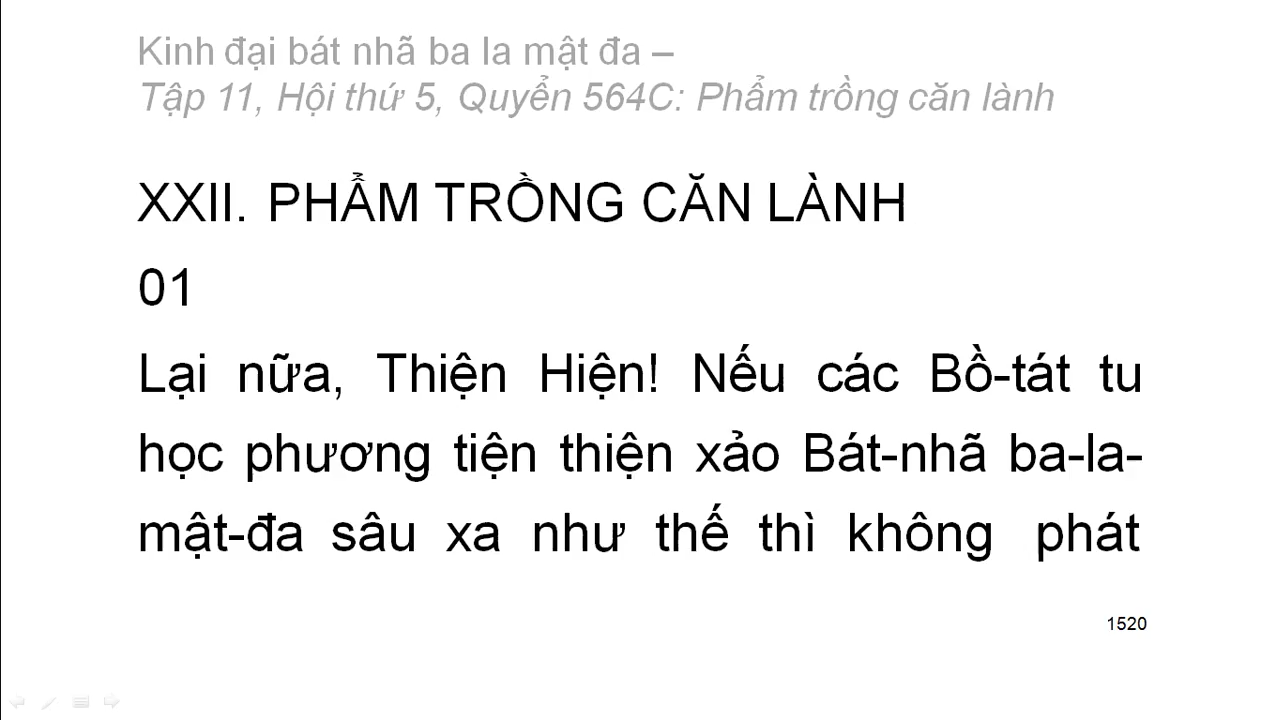 Kinh đại bát nhã ba la mật đa –
Tập 11, Hội thứ 5, Quyển 564C: Phẩm trồng căn lành
XXII. PHẨM TRỒNG CĂN LÀNH
01
Lại nữa, Thiện Hiện! Nếu các Bồ-tát tu
học phương tiện thiện xảo Bát-nhã ba-la-
mật-đa sâu xa như thế thì không phát
1520